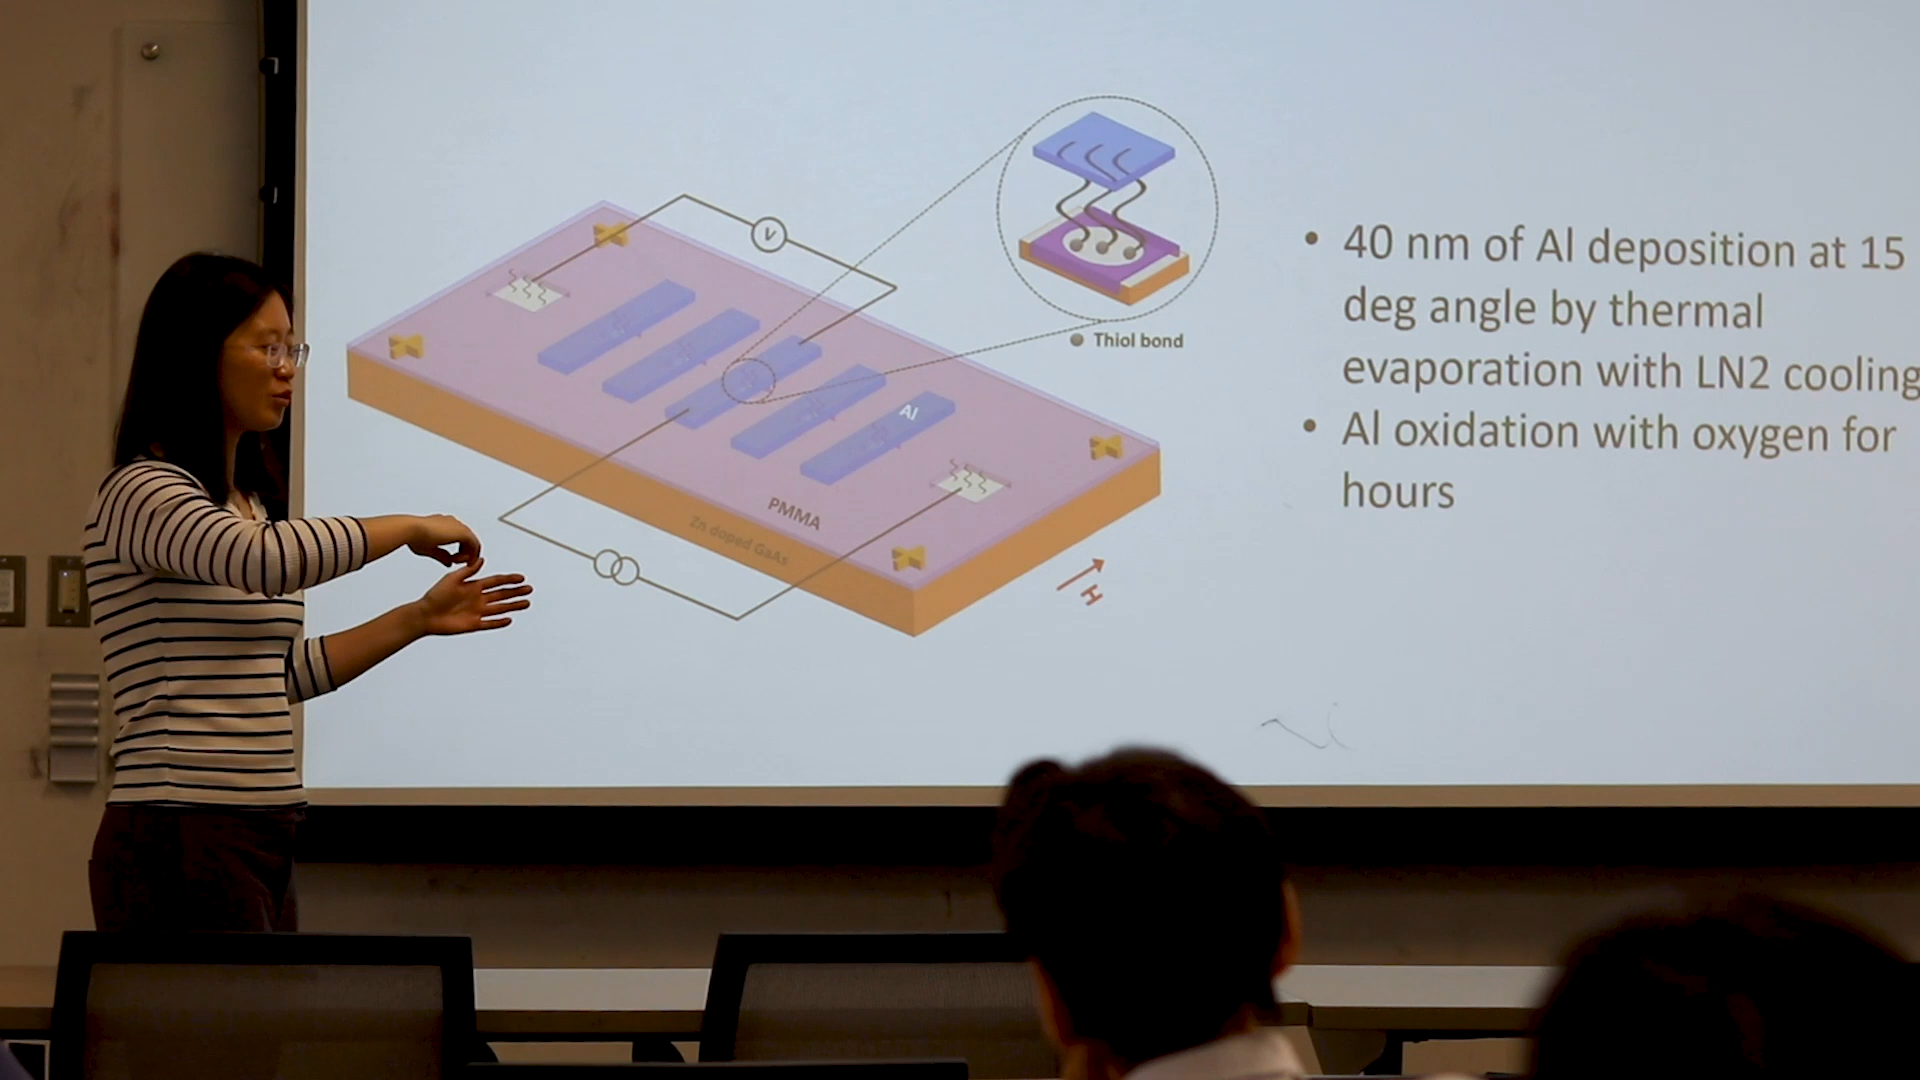 V
Thiol bond
Al
PMMA
Zn doped GaAs
H
• 40 nm of Al deposition at 15
deg angle by thermal
evaporation with LN2 cooling
• Al oxidation with oxygen for
hours